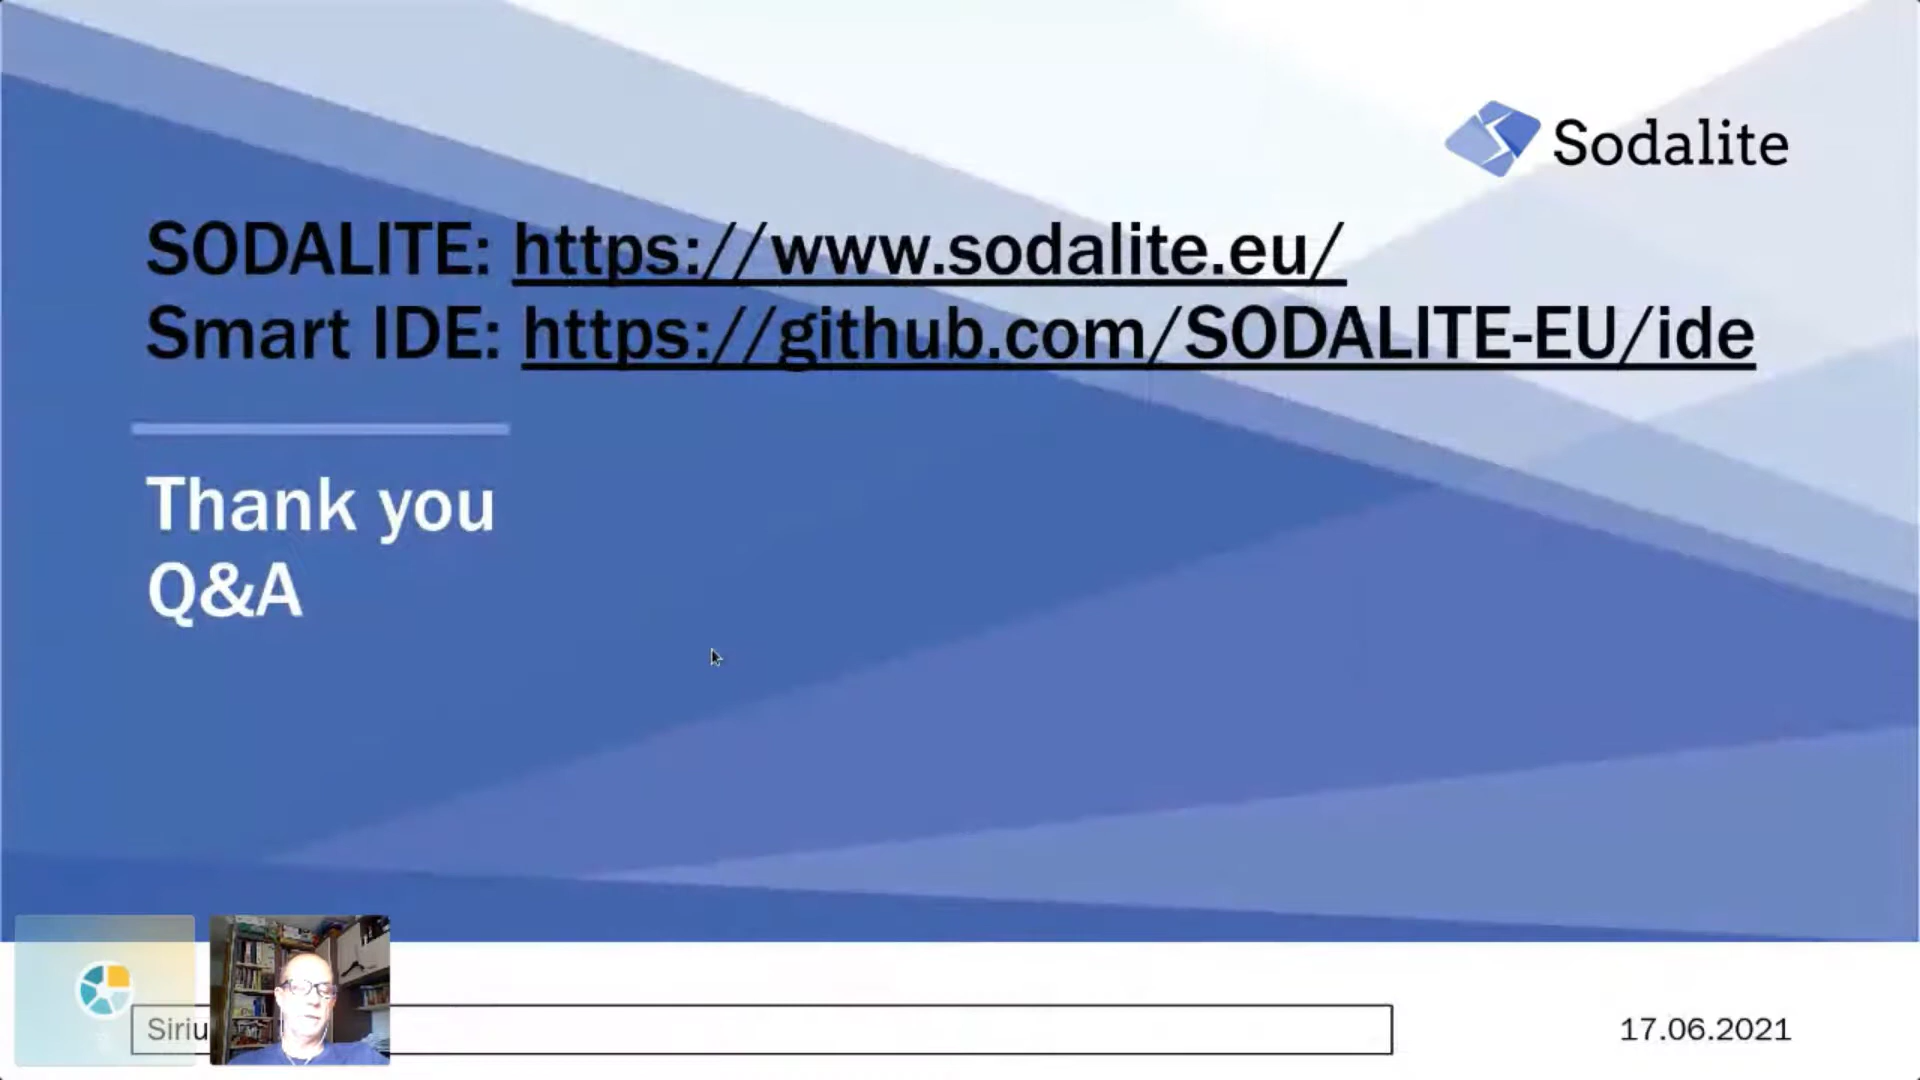 Sodalite
SODALITE: https://www.sodalite.eu/
Smart IDE: https://github.com/SODALITE-EU/ide
Thank you
Q&A
17.06.2021